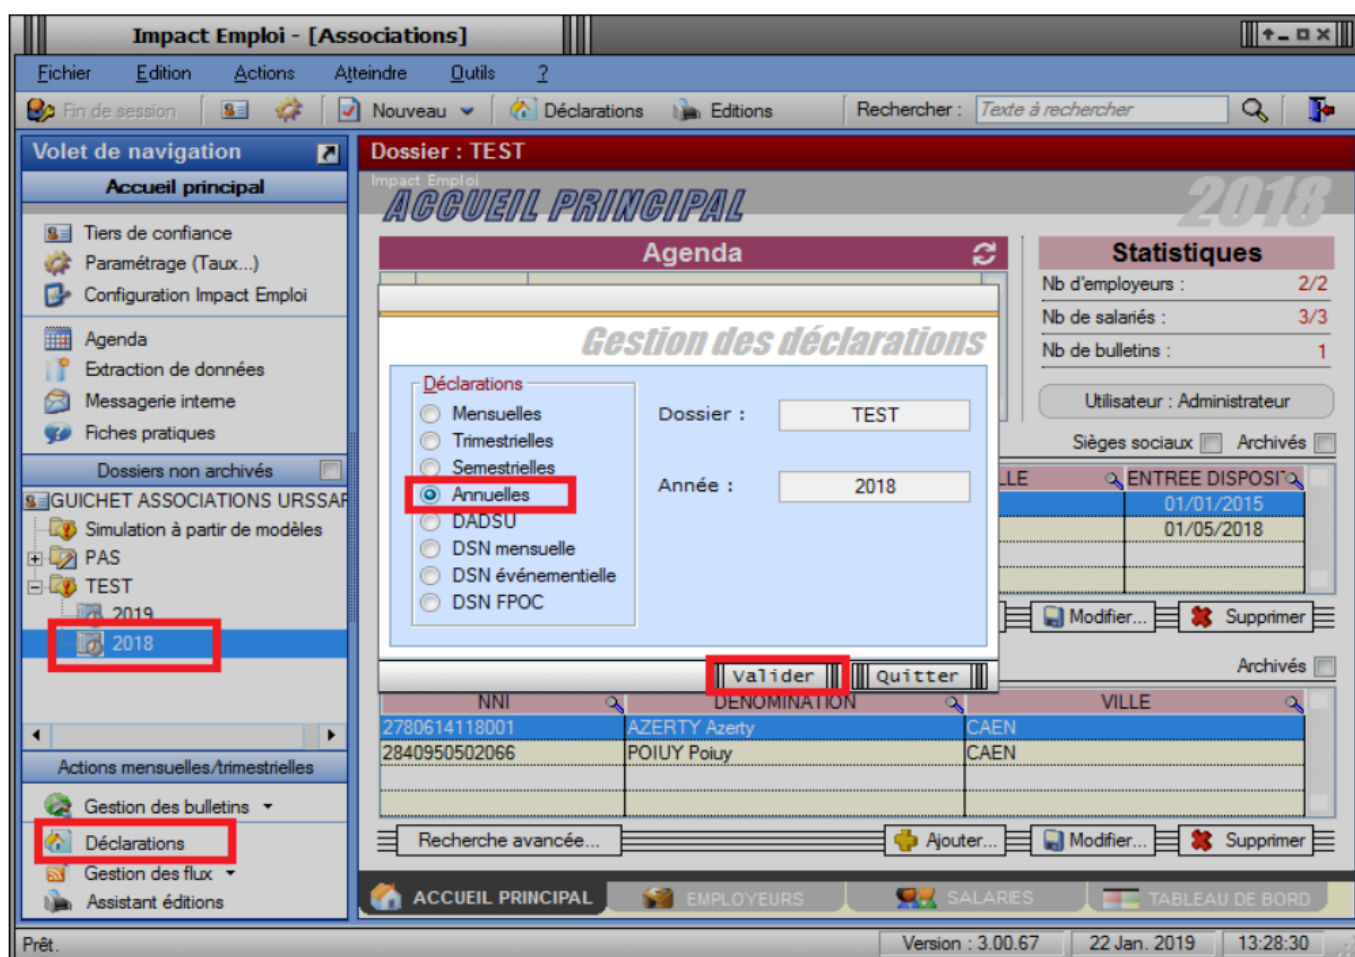 Impact Emploi - [Associations]
Fichier Edition Actions Atteindre Outils ?
Fin de session Nouveau Déclarations Editions Rechercher : Texte à rechercher
Volet de navigation
Accueil principal
Tiers de confiance
Paramétrage (Taux...)
Configuration Impact Emploi
Agenda
Extraction de données
Messagerie interne
Fiches pratiques
Dossiers non archivés
GUICHET ASSOCIATIONS URSSAF
Simulation à partir de modèles
PAS
TEST
2019
2018
Actions mensuelles/trimestrielles
Gestion des bulletins
Déclarations
Gestion des flux
Assistant éditions
Dossier : TEST
Impact Emploi
ACCUEIL PRINCIPAL
2018
Agenda
Statistiques
Nb d'employeurs : 2/2
Nb de salariés : 3/3
Nb de bulletins : 1
Utilisateur : Administrateur
Sièges sociaux Archivés
LLE ENTREE DISPOSIT
01/01/2015
01/05/2018
Modifier... Supprimer
Archivés
Gestion des déclarations
Déclarations
Mensuelles
Trimestrielles
Semestrielles
Annuelles
DADSU
DSN mensuelle
DSN événementielle
DSN FPOC
Dossier : TEST
Année : 2018
Valider Quitter
NNI DENOMINATION VILLE
2780614118001 AZERTY Azerty CAEN
2840950502066 POIUY Poiuy CAEN
Recherche avancée... Ajouter... Modifier... Supprimer
ACCUEIL PRINCIPAL EMPLOYEURS SALARIES TABLEAU DE BORD
Prêt. Version : 3.00.67 22 Jan. 2019 13:28:30